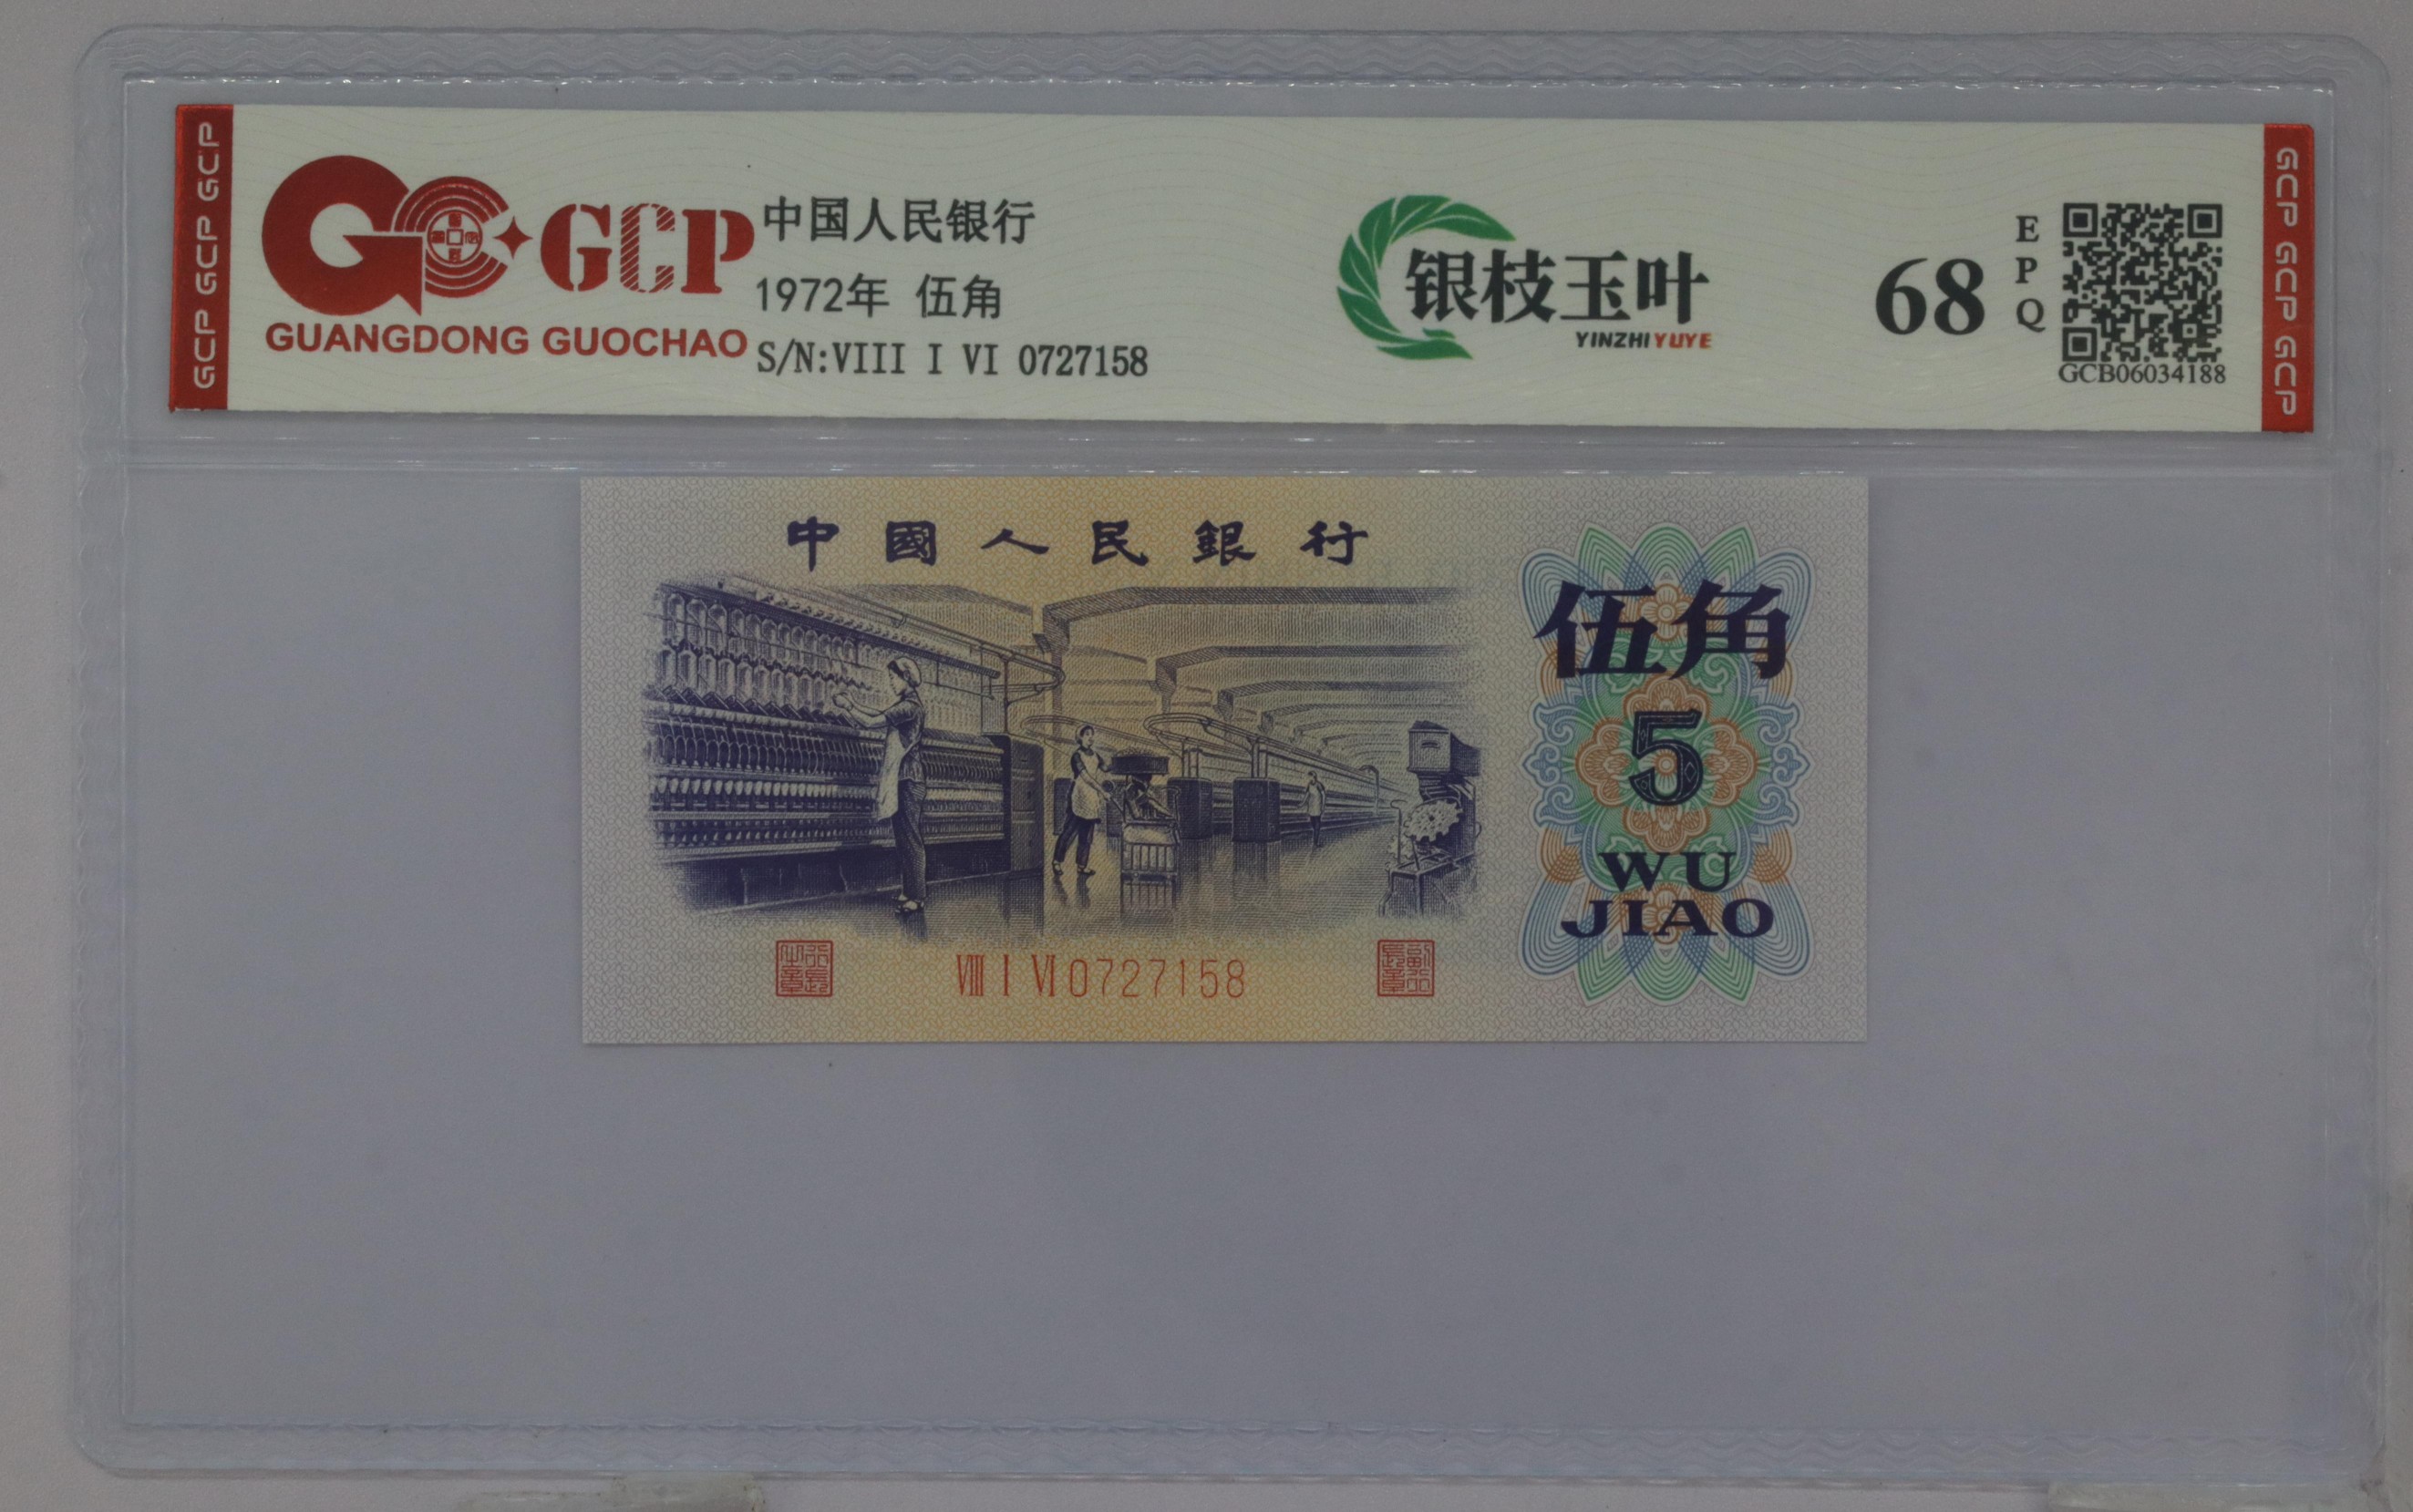 GCP GCP GCP
GCP
GUANGDONG GUOCHAO
中国人民银行
1972年 伍角
S/N:VIII I VI 0727158
银枝玉叶
YINZHIYUYE
68
EPQ
GCB06034188
GCP GCP GCP
中國人民銀行
伍角
5
WU
JIAO
VIII I VI 0727158